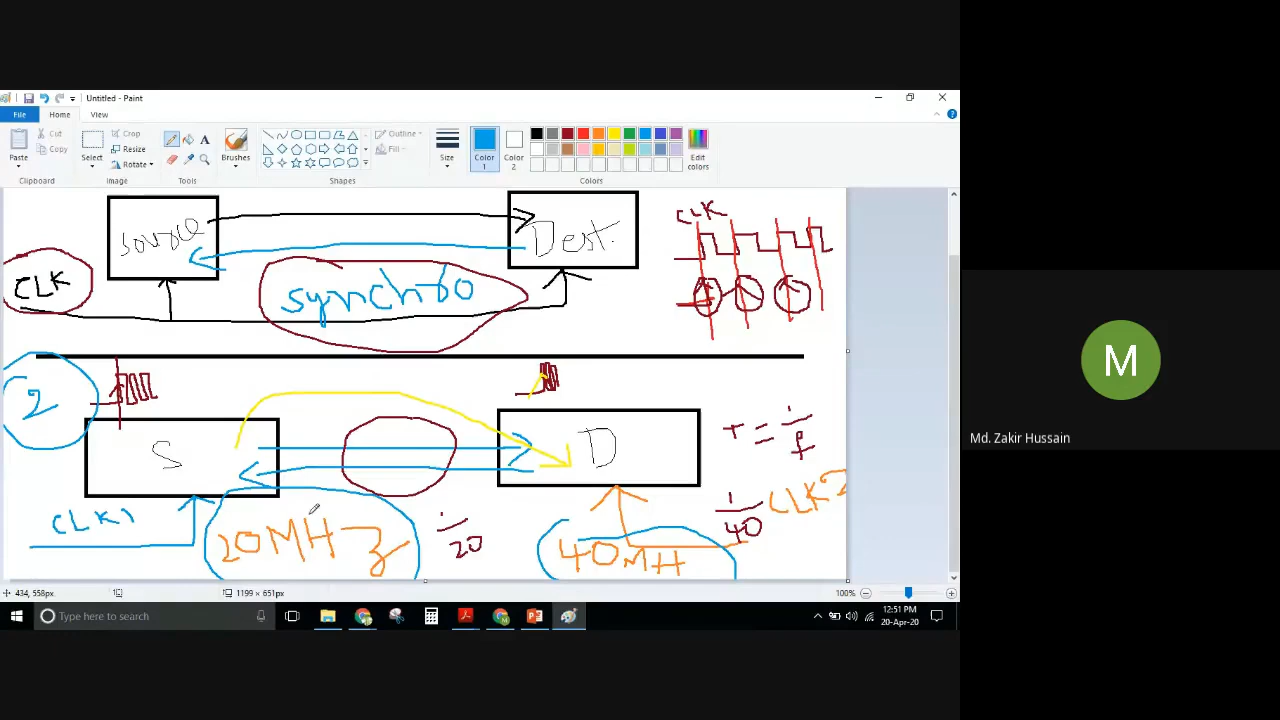 Untitled - Paint
File Home View
Paste
Cut
Copy
Select
Crop
Resize
Rotate
Brushes
Outline
Fill
Size
Color 1
Color 2
Edit colors
Clipboard
Image
Tools
Shapes
Colors
source
Dest.
CLK
CLK
synchro
2
S
D
T = 1/f
CLK1
20MHz
1/20
40MH
1/40
CLK2
434, 558px
1199 × 651px
100%
Type here to search
12:51 PM
20-Apr-20
M
Md. Zakir Hussain